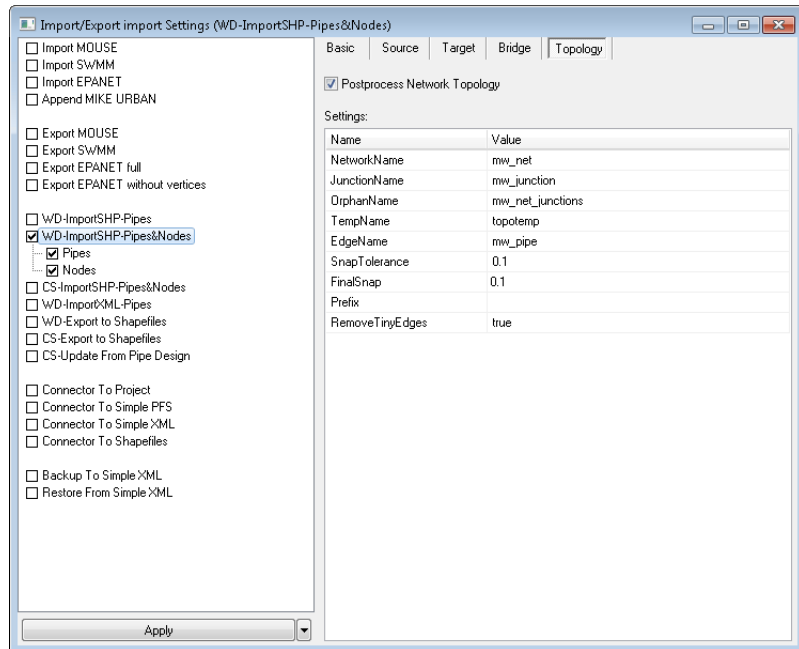 Import/Export import Settings (WD-ImportSHP-Pipes&Nodes)
Import MOUSE
Import SWMM
Import EPANET
Append MIKE URBAN
Export MOUSE
Export SWMM
Export EPANET full
Export EPANET without vertices
WD-ImportSHP-Pipes
WD-ImportSHP-Pipes&Nodes
Pipes
Nodes
CS-ImportSHP-Pipes&Nodes
WD-ImportXML-Pipes
WD-Export to Shapefiles
CS-Export to Shapefiles
CS-Update From Pipe Design
Connector To Project
Connector To Simple PFS
Connector To Simple XML
Connector To Shapefiles
Backup To Simple XML
Restore From Simple XML
Apply
Basic Source Target Bridge Topology
Postprocess Network Topology
Settings:
Name Value
NetworkName mw_net
JunctionName mw_junction
OrphanName mw_net_junctions
TempName topotemp
EdgeName mw_pipe
SnapTolerance 0.1
FinalSnap 0.1
Prefix
RemoveTinyEdges true